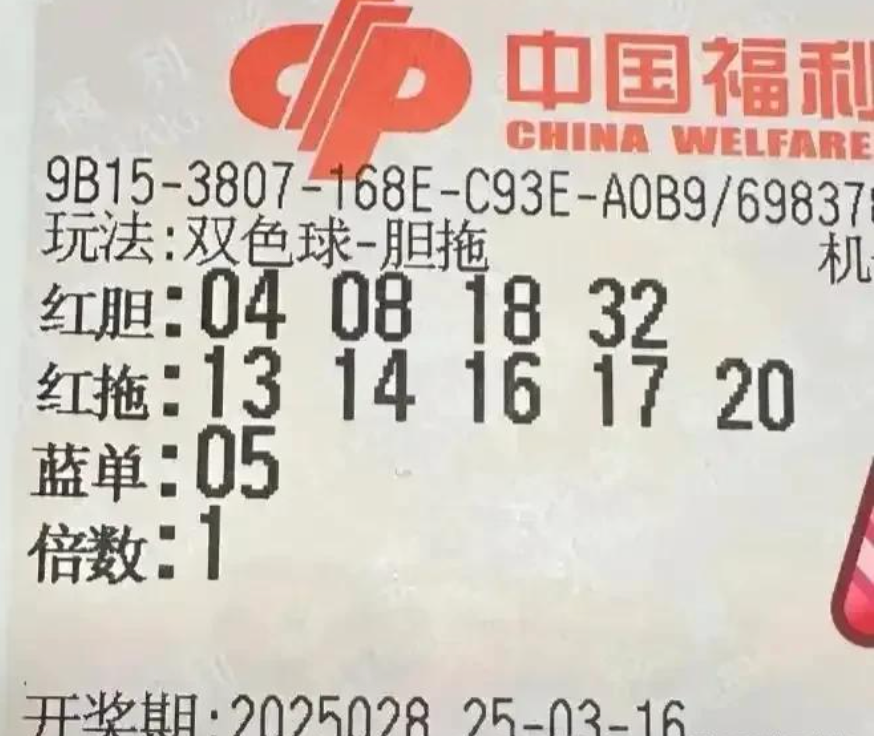 中国福利
CHINA WELFARE
9B15-3807-168E-C93E-A0B9/69837
玩法:双色球-胆拖
机
红胆:04 08 18 32
红拖:13 14 16 17 20
蓝单:05
倍数:1
开奖期:2025028 25-03-16